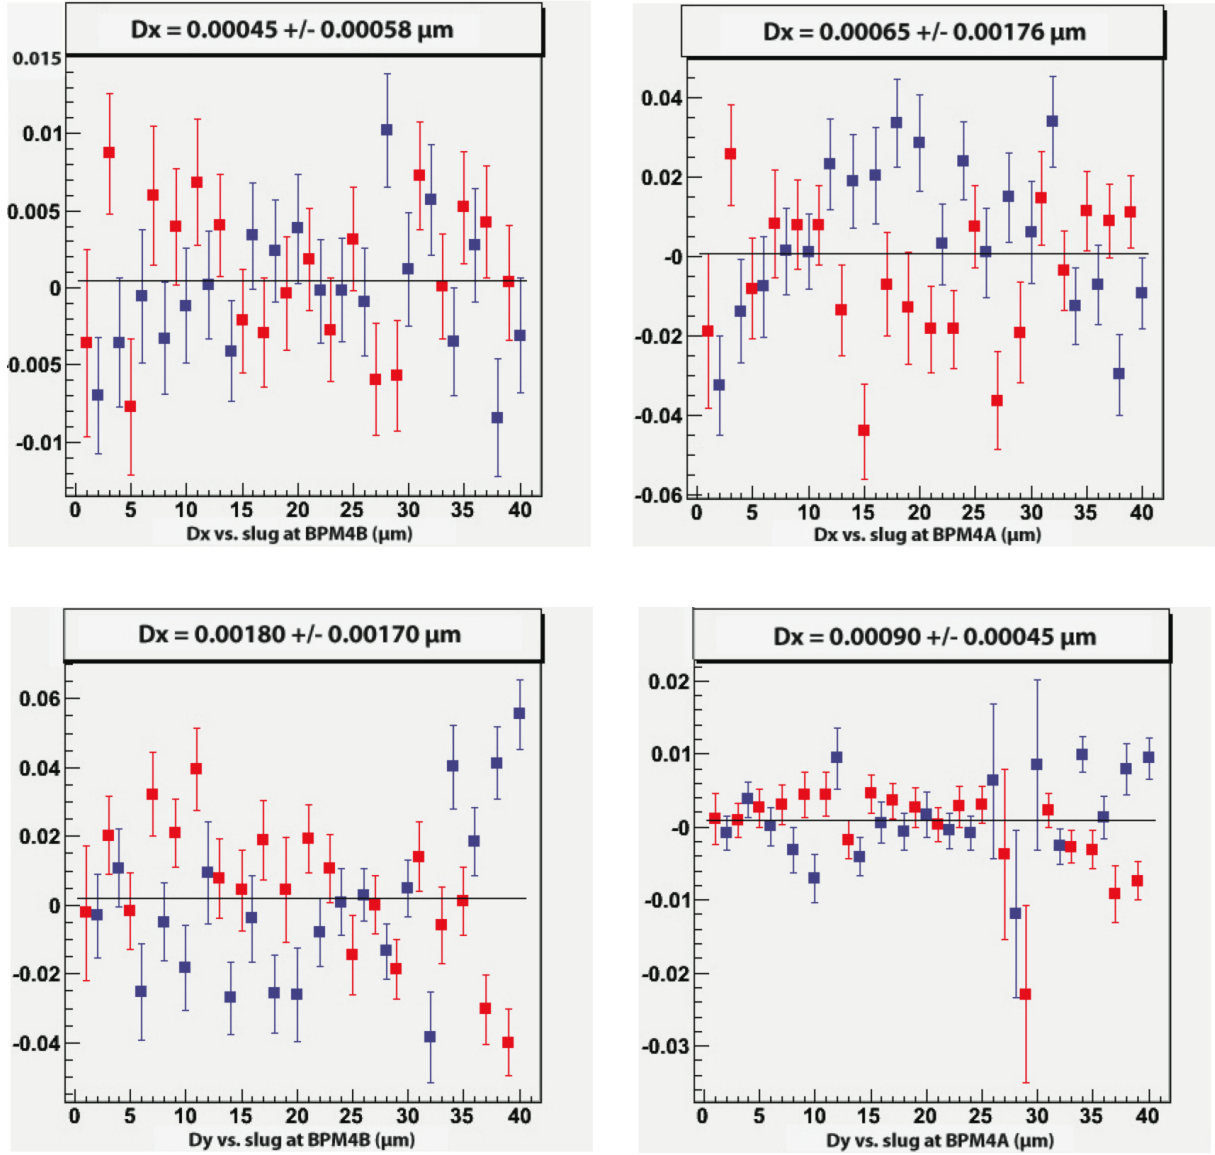 Dx = 0.00045 +/- 0.00058 µm
0.015
0.01
0.005
0
0.005
-0.01
0 5 10 15 20 25 30 35 40
Dx vs. slug at BPM4B (µm)
Dx = 0.00065 +/- 0.00176 µm
0.04
0.02
-0
-0.02
-0.04
-0.06
0 5 10 15 20 25 30 35 40
Dx vs. slug at BPM4A (µm)
Dx = 0.00180 +/- 0.00170 µm
0.06
0.04
0.02
0
-0.02
-0.04
0 5 10 15 20 25 30 35 40
Dy vs. slug at BPM4B (µm)
Dx = 0.00090 +/- 0.00045 µm
0.02
0.01
-0
-0.01
-0.02
-0.03
0 5 10 15 20 25 30 35 40
Dy vs. slug at BPM4A (µm)